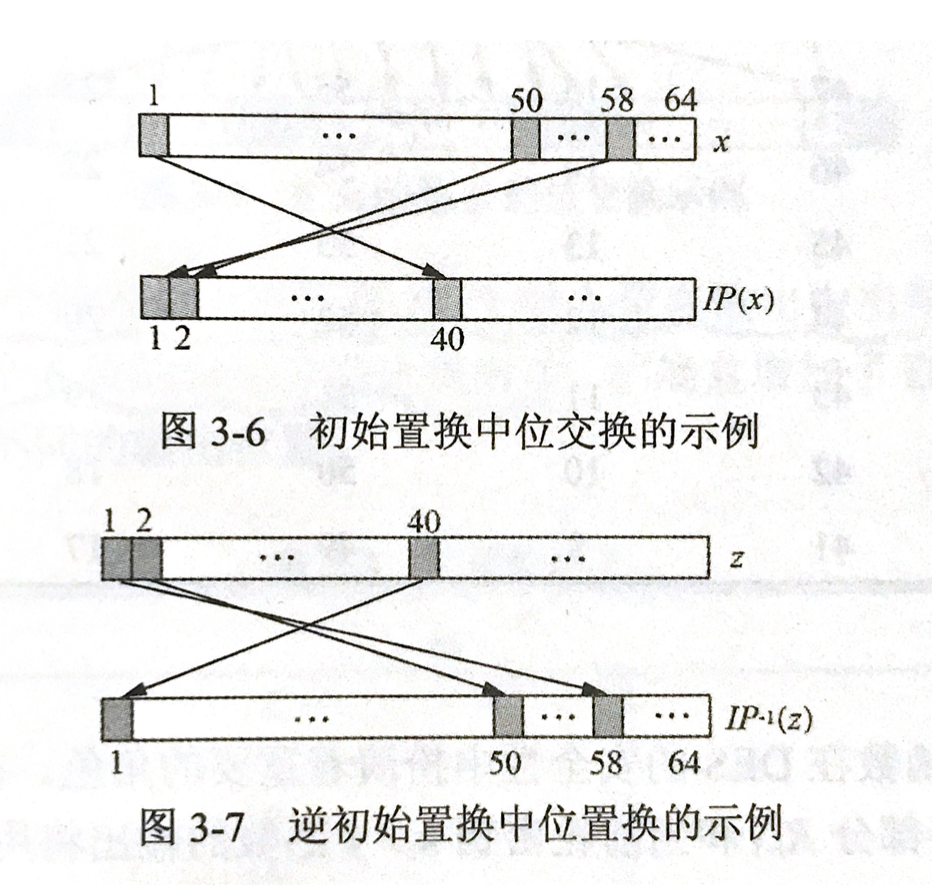 1 50 58 64
… … … x
… … IP(x)
1 2 40
图 3-6 初始置换中位交换的示例
1 2 40
… … z
… … … IP-1(z)
1 50 58 64
图 3-7 逆初始置换中位置换的示例